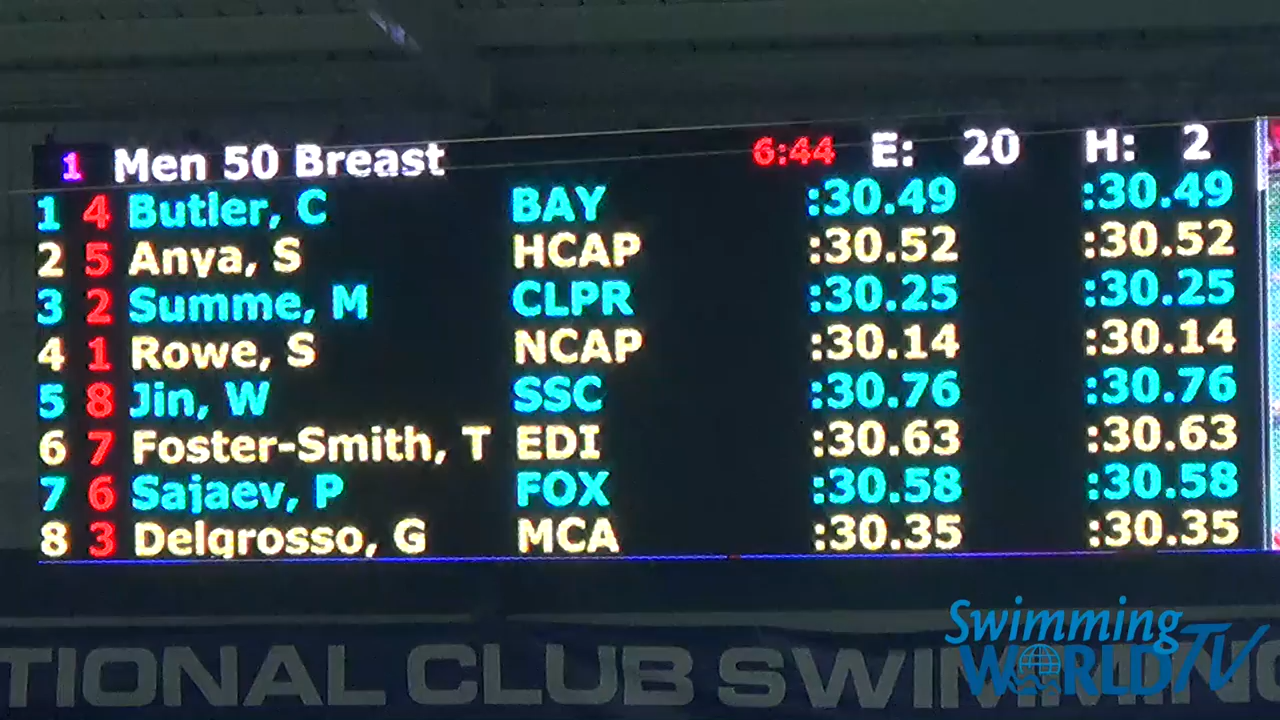 1 Men 50 Breast 6:44 E: 20 H: 2
1 4 Butler, C BAY :30.49 :30.49
2 5 Anya, S HCAP :30.52 :30.52
3 2 Summe, M CLPR :30.25 :30.25
4 1 Rowe, S NCAP :30.14 :30.14
5 8 Jin, W SSC :30.76 :30.76
6 7 Foster-Smith, T EDI :30.63 :30.63
7 6 Sajaev, P FOX :30.58 :30.58
8 3 Delgrosso, G MCA :30.35 :30.35
TIONAL CLUB SWIMMING
Swimming
WORLD TV